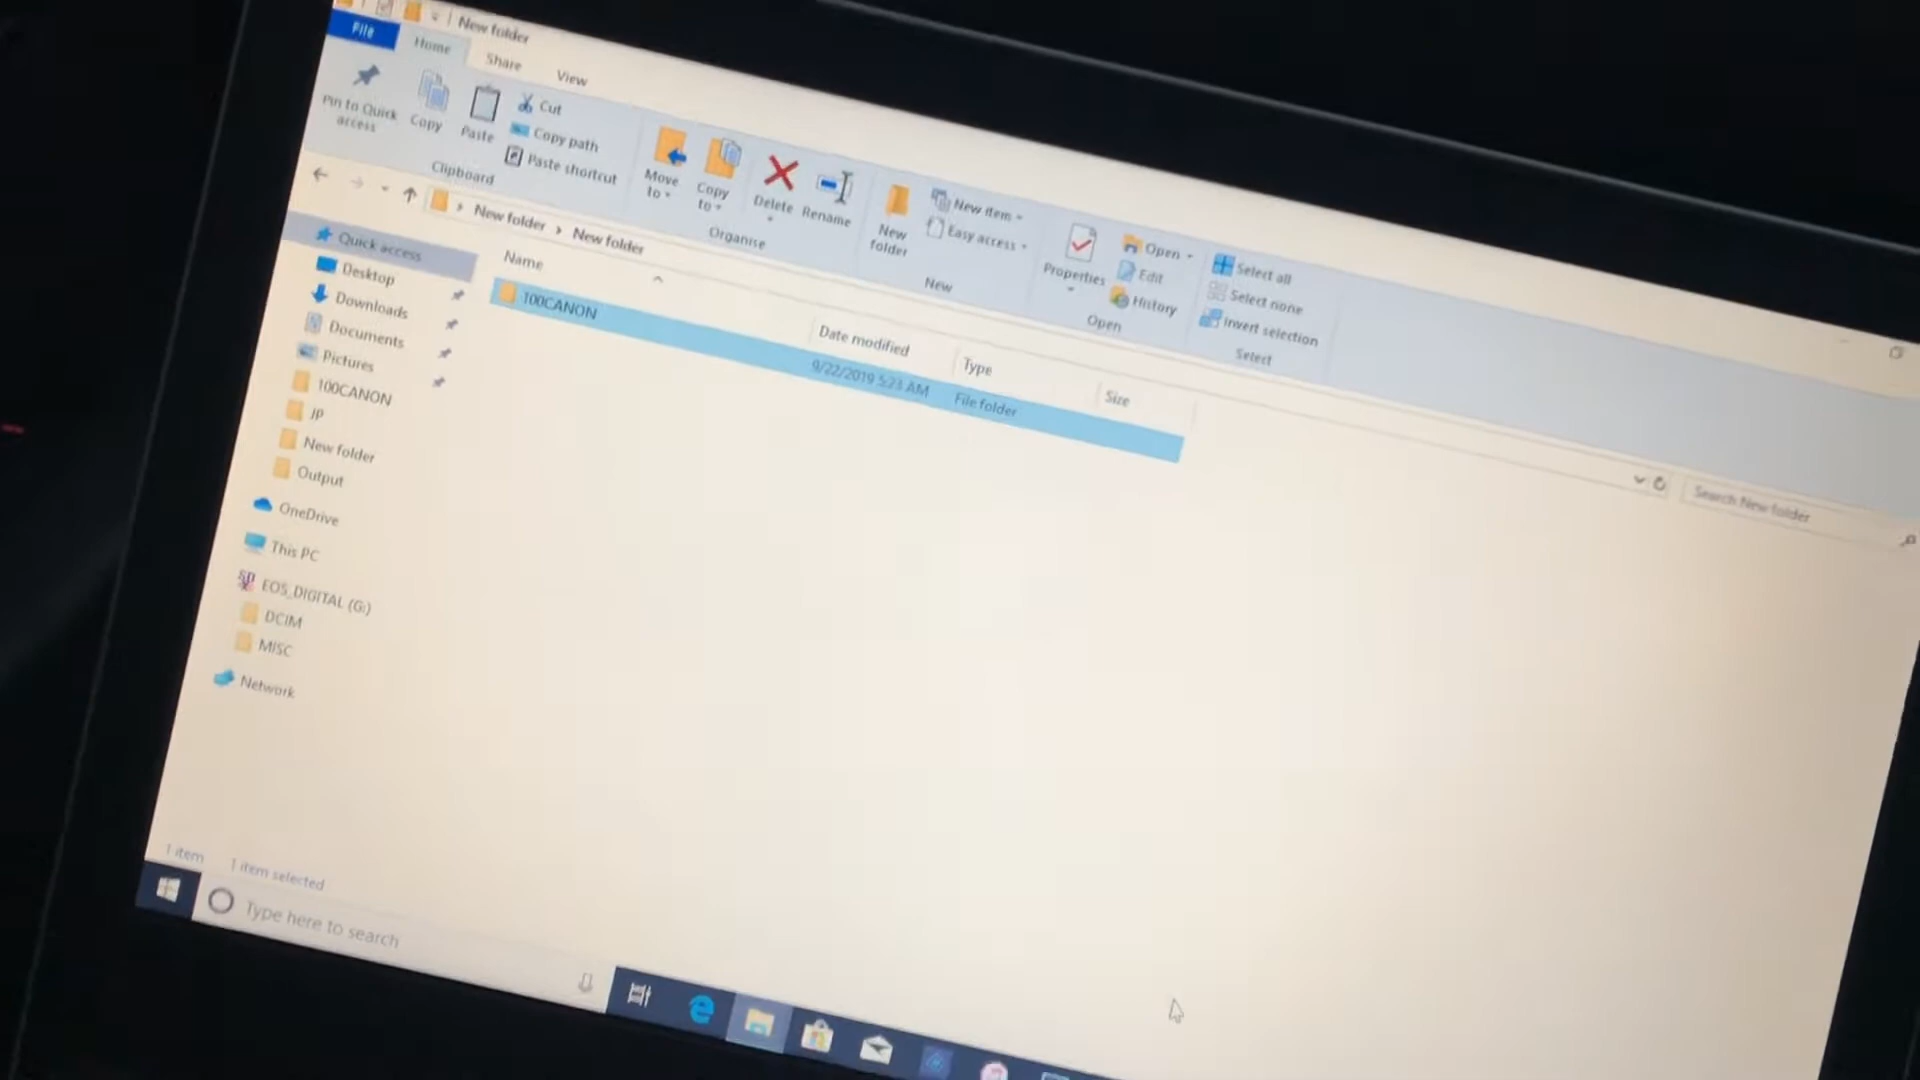 New folder
File
Home
Share
View
Pin to Quick access
Copy
Paste
Cut
Copy path
Paste shortcut
Clipboard
Move to
Copy to
Delete
Rename
Organise
New folder
New item
Easy access
New
Properties
Open
Edit
History
Open
Select all
Select none
Invert selection
Select
New folder > New folder
Search New folder
Name
Date modified
Type
Size
100CANON
9/22/2019 5:23 AM
File folder
Quick access
Desktop
Downloads
Documents
Pictures
100CANON
jp
New folder
Output
OneDrive
This PC
EOS_DIGITAL (G:)
DCIM
MISC
Network
1 item
1 item selected
Type here to search